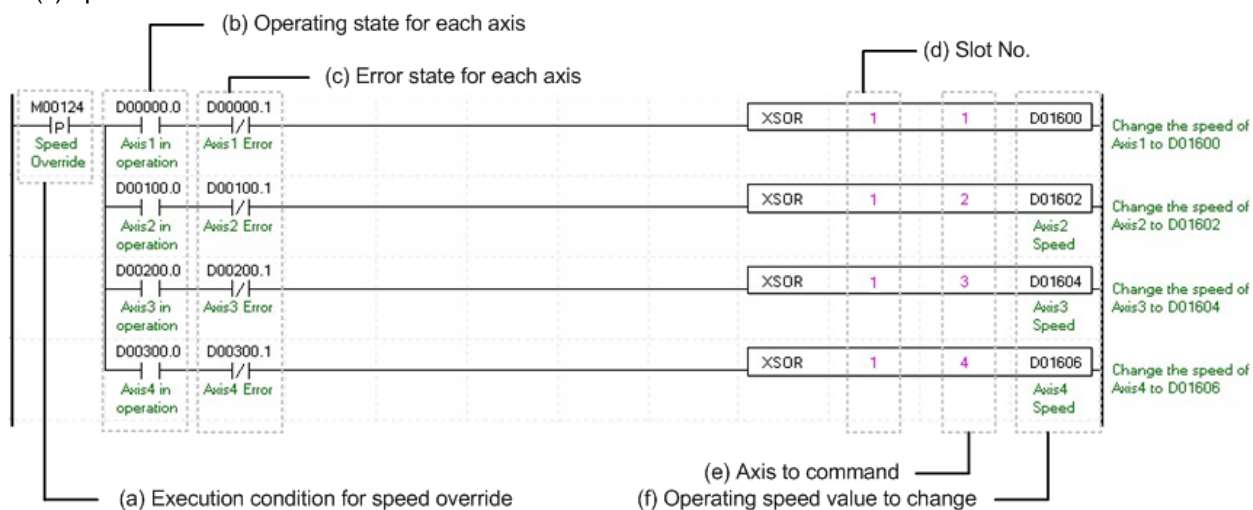 (b) Operating state for each axis
(d) Slot No.
(c) Error state for each axis
M00124 D00000.0 D00000.1
P
XSOR 1 1 D01600
Speed Override
Axis1 in operation
Axis1 Error
Change the speed of
Axis1 to D01600
D00100.0 D00100.1
XSOR 1 2 D01602
Axis2 in operation
Axis2 Error
Axis2 Speed
Change the speed of
Axis2 to D01602
D00200.0 D00200.1
XSOR 1 3 D01604
Axis3 in operation
Axis3 Error
Axis3 Speed
Change the speed of
Axis3 to D01604
D00300.0 D00300.1
XSOR 1 4 D01606
Axis4 in operation
Axis4 Error
Axis4 Speed
Change the speed of
Axis4 to D01606
(e) Axis to command
(a) Execution condition for speed override
(f) Operating speed value to change